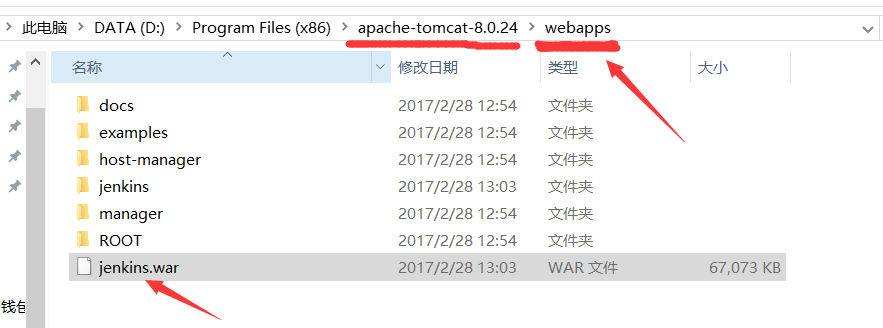 此电脑 > DATA (D:) > Program Files (x86) > apache-tomcat-8.0.24 > webapps
名称 修改日期 类型 大小
docs 2017/2/28 12:54 文件夹
examples 2017/2/28 12:54 文件夹
host-manager 2017/2/28 12:54 文件夹
jenkins 2017/2/28 13:03 文件夹
manager 2017/2/28 12:54 文件夹
ROOT 2017/2/28 12:54 文件夹
jenkins.war 2017/2/28 13:03 WAR 文件 67,073 KB
钱包